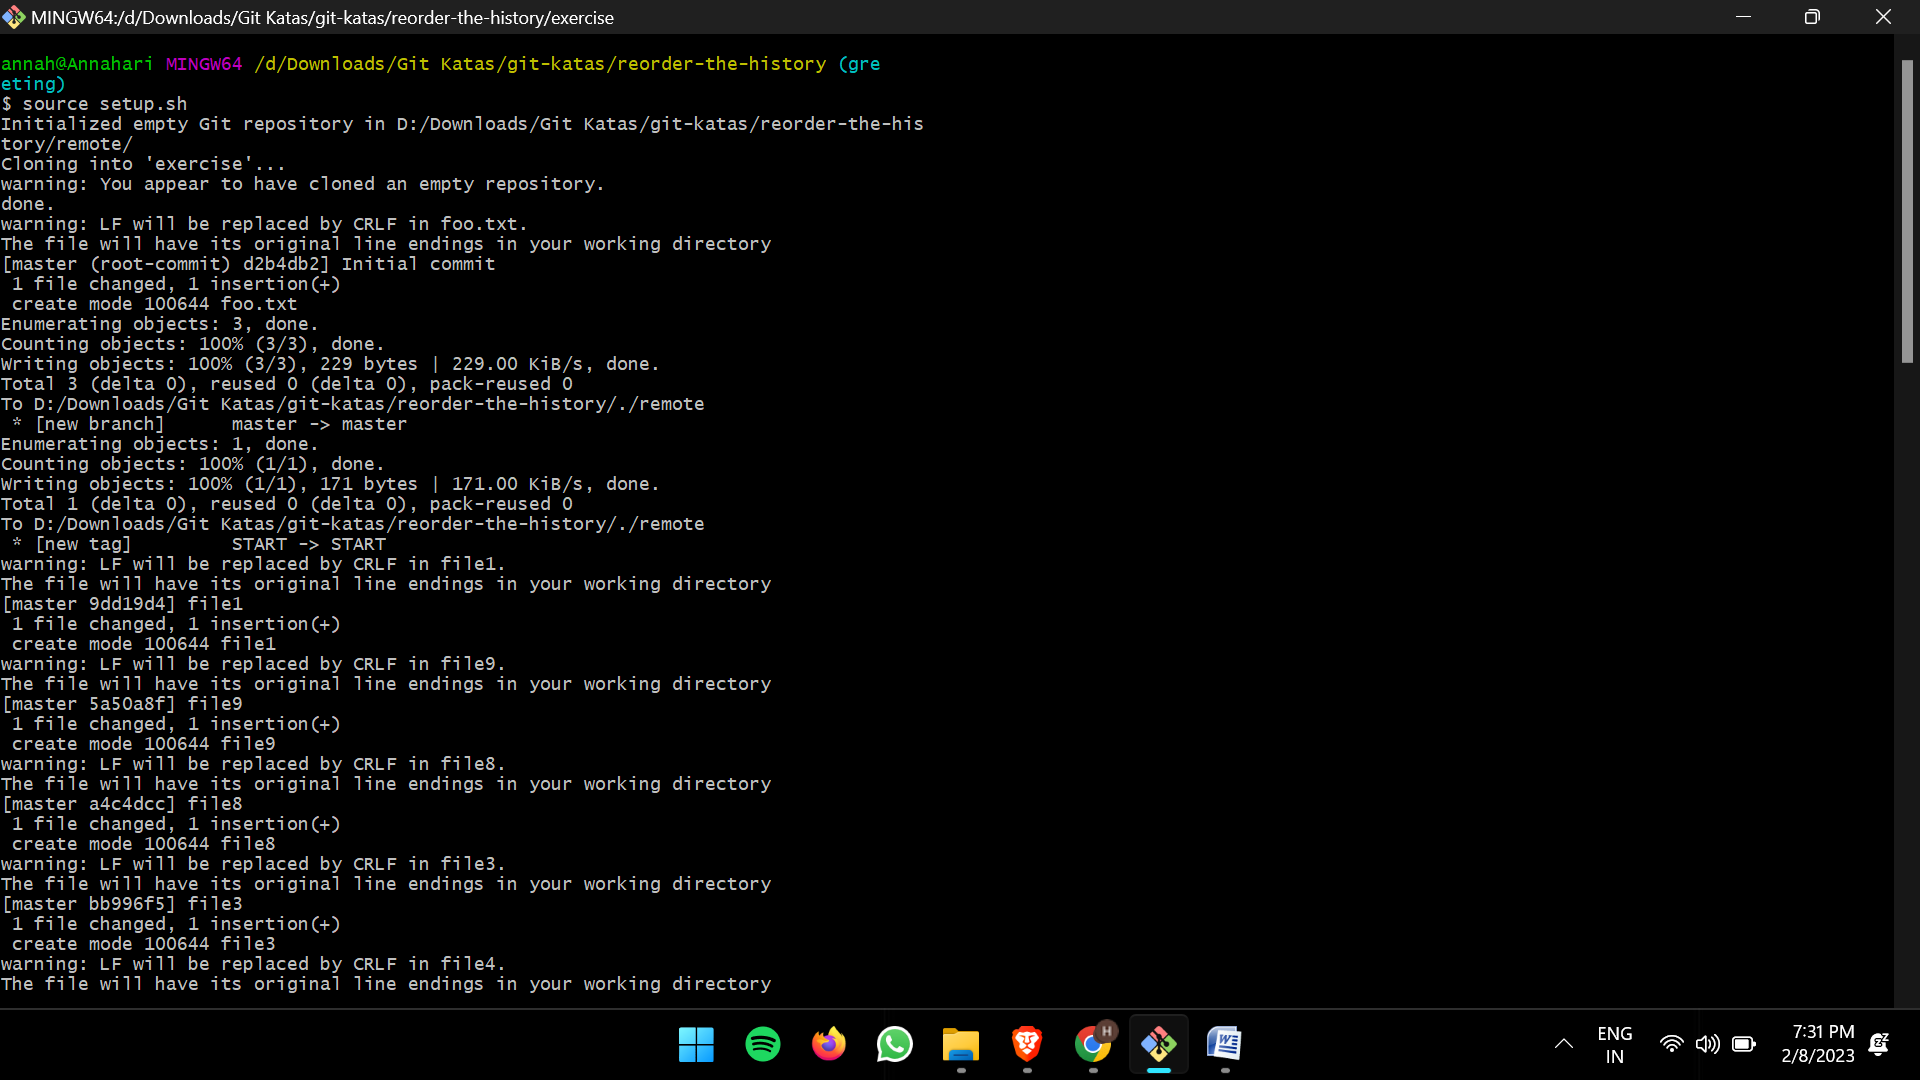 MINGW64:/d/Downloads/Git Katas/git-katas/reorder-the-history/exercise
annah@Annahari MINGW64 /d/Downloads/Git Katas/git-katas/reorder-the-history (gre
eting)
$ source setup.sh
Initialized empty Git repository in D:/Downloads/Git Katas/git-katas/reorder-the-his
tory/remote/
Cloning into 'exercise'...
warning: You appear to have cloned an empty repository.
done.
warning: LF will be replaced by CRLF in foo.txt.
The file will have its original line endings in your working directory
[master (root-commit) d2b4db2] Initial commit
 1 file changed, 1 insertion(+)
 create mode 100644 foo.txt
Enumerating objects: 3, done.
Counting objects: 100% (3/3), done.
Writing objects: 100% (3/3), 229 bytes | 229.00 KiB/s, done.
Total 3 (delta 0), reused 0 (delta 0), pack-reused 0
To D:/Downloads/Git Katas/git-katas/reorder-the-history/./remote
 * [new branch]      master -> master
Enumerating objects: 1, done.
Counting objects: 100% (1/1), done.
Writing objects: 100% (1/1), 171 bytes | 171.00 KiB/s, done.
Total 1 (delta 0), reused 0 (delta 0), pack-reused 0
To D:/Downloads/Git Katas/git-katas/reorder-the-history/./remote
 * [new tag]         START -> START
warning: LF will be replaced by CRLF in file1.
The file will have its original line endings in your working directory
[master 9dd19d4] file1
 1 file changed, 1 insertion(+)
 create mode 100644 file1
warning: LF will be replaced by CRLF in file9.
The file will have its original line endings in your working directory
[master 5a50a8f] file9
 1 file changed, 1 insertion(+)
 create mode 100644 file9
warning: LF will be replaced by CRLF in file8.
The file will have its original line endings in your working directory
[master a4c4dcc] file8
 1 file changed, 1 insertion(+)
 create mode 100644 file8
warning: LF will be replaced by CRLF in file3.
The file will have its original line endings in your working directory
[master bb996f5] file3
 1 file changed, 1 insertion(+)
 create mode 100644 file3
warning: LF will be replaced by CRLF in file4.
The file will have its original line endings in your working directory
H
W
ENG
IN
7:31 PM
2/8/2023